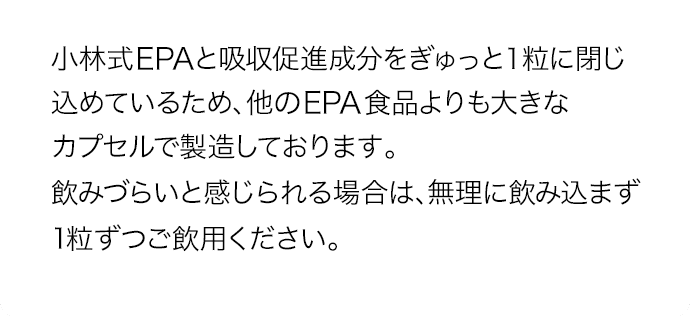 小林式EPAと吸収促進成分をぎゅっと1粒に閉じ
込めているため、他のEPA食品よりも大きな
カプセルで製造しております。
飲みづらいと感じられる場合は、無理に飲み込まず
1粒ずつご飲用ください。